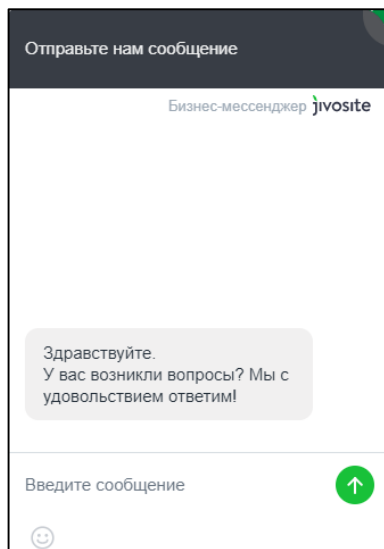 Отправьте нам сообщение
Бизнес-мессенджер jivosite
Здравствуйте.
У вас возникли вопросы? Мы с
удовольствием ответим!
Введите сообщение